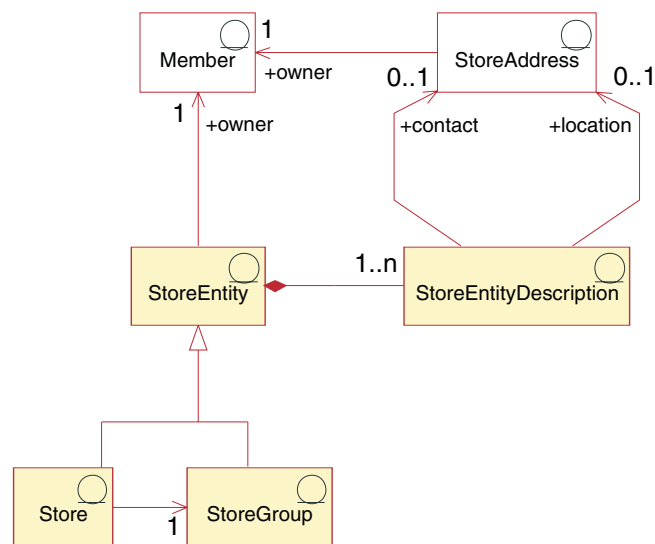 1
Member
+owner
StoreAddress
0..1
0..1
1
+owner
+contact
+location
StoreEntity
1..n
StoreEntityDescription
Store
1
StoreGroup